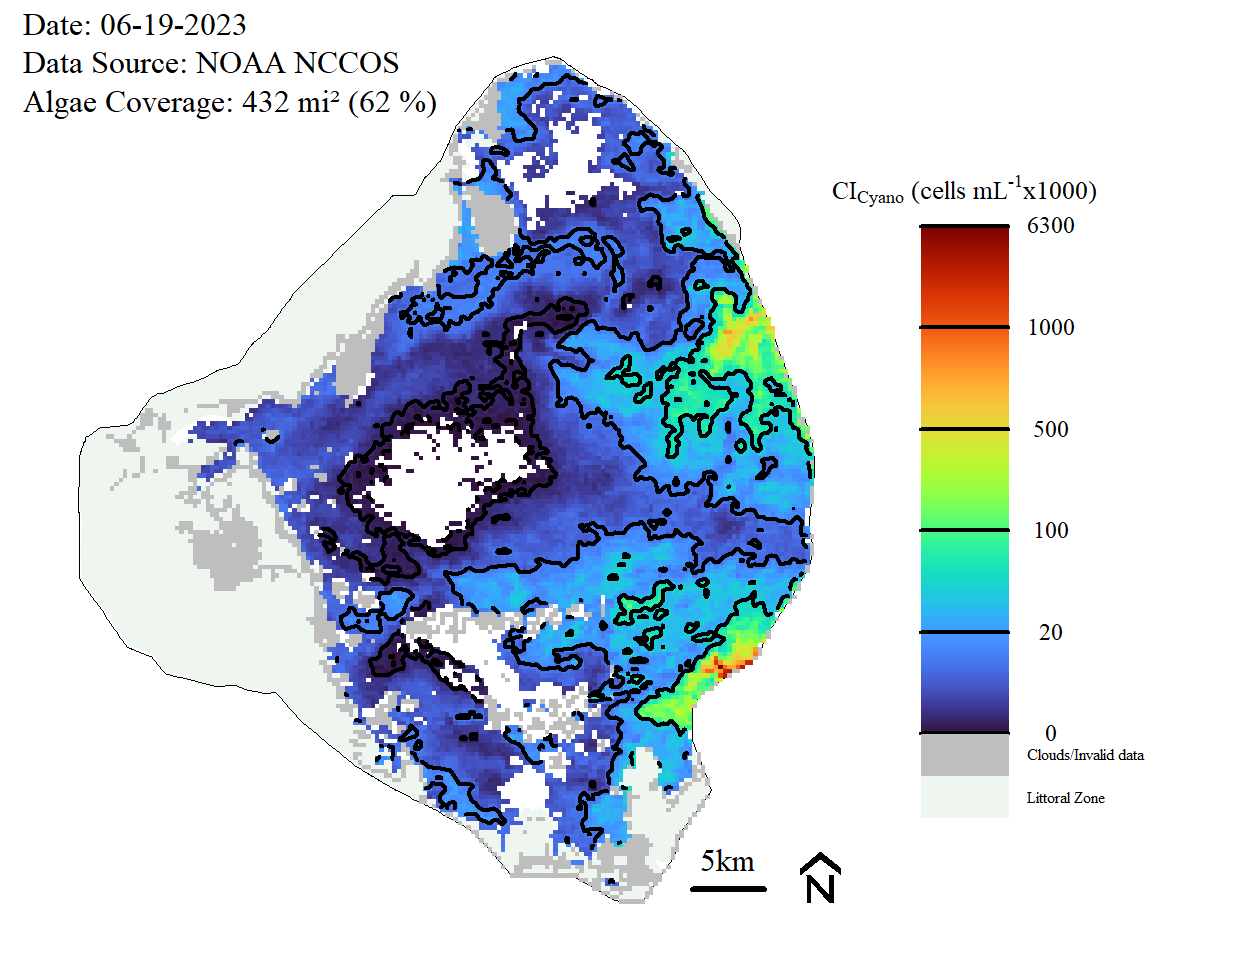 Date: 06-19-2023
Data Source: NOAA NCCOS
Algae Coverage: 432 mi² (62 %)
CICyano (cells mL-1x1000)
6300
1000
500
100
20
0
Clouds/Invalid data
Littoral Zone
5km
N